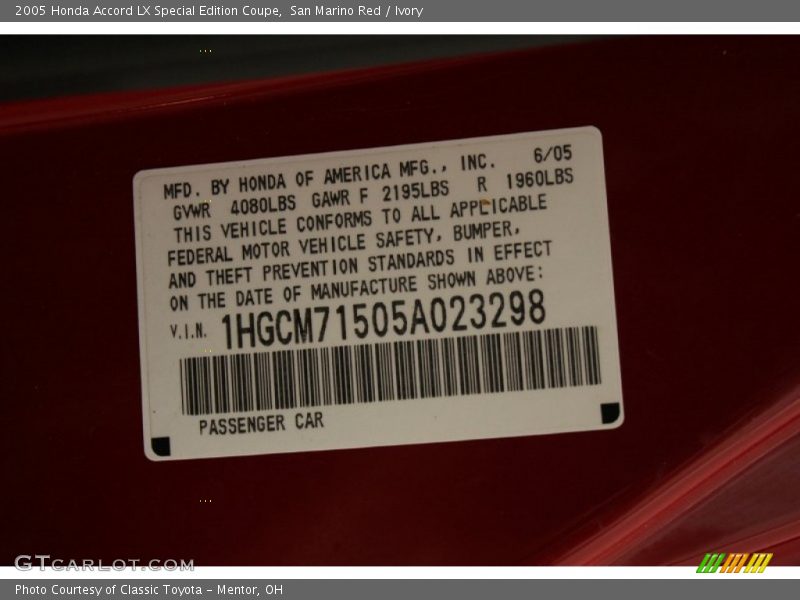 2005 Honda Accord LX Special Edition Coupe,  San Marino Red / Ivory
MFD. BY HONDA OF AMERICA MFG., INC. 6/05
GVWR 4080LBS GAWR F 2195LBS R 1960LBS
THIS VEHICLE CONFORMS TO ALL APPLICABLE
FEDERAL MOTOR VEHICLE SAFETY, BUMPER,
AND THEFT PREVENTION STANDARDS IN EFFECT
ON THE DATE OF MANUFACTURE SHOWN ABOVE:
V.I.N. 1HGCM71505A023298
PASSENGER CAR
GTCARLOT.COM
Photo Courtesy of Classic Toyota - Mentor, OH